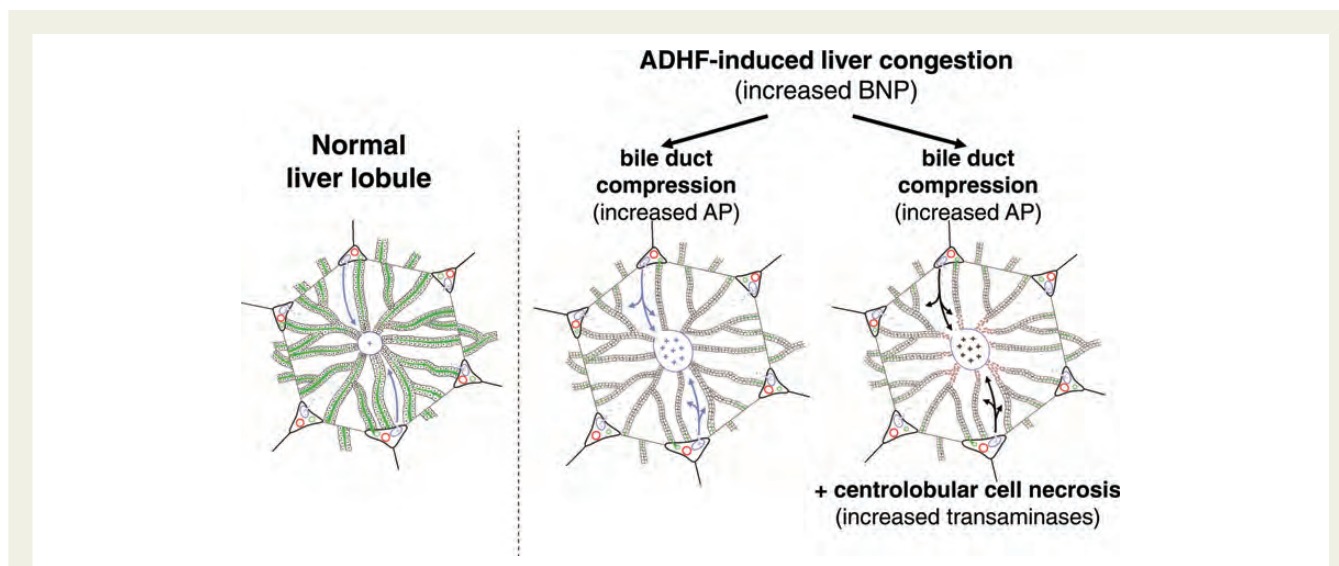 ADHF-induced liver congestion
(increased BNP)
Normal
liver lobule
bile duct
compression
(increased AP)
bile duct
compression
(increased AP)
+ centrolobular cell necrosis
(increased transaminases)